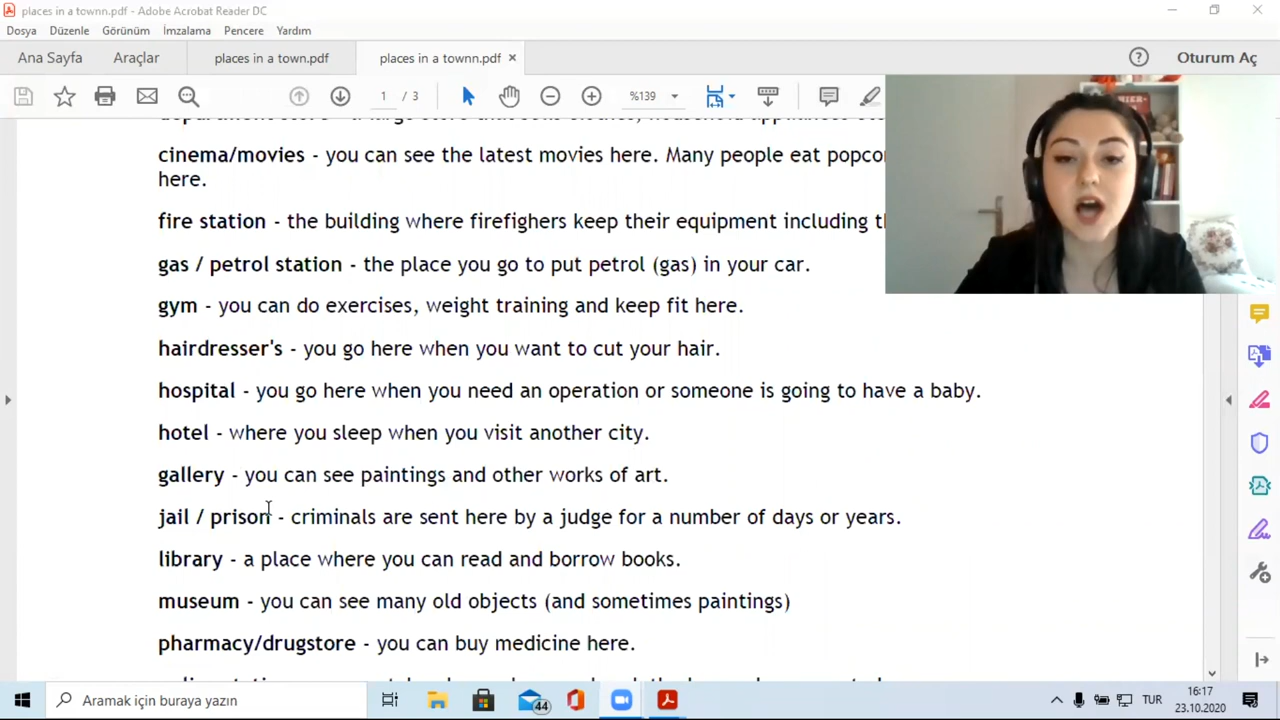 places in a townn.pdf - Adobe Acrobat Reader DC
Dosya Düzenle Görünüm İmzalama Pencere Yardım
Ana Sayfa Araçlar places in a town.pdf places in a townn.pdf × Oturum Aç
1 / 3 %139
cinema/movies - you can see the latest movies here. Many people eat popcor
here.
fire station - the building where firefighers keep their equipment including th
gas / petrol station - the place you go to put petrol (gas) in your car.
gym - you can do exercises, weight training and keep fit here.
hairdresser's - you go here when you want to cut your hair.
hospital - you go here when you need an operation or someone is going to have a baby.
hotel - where you sleep when you visit another city.
gallery - you can see paintings and other works of art.
jail / prison - criminals are sent here by a judge for a number of days or years.
library - a place where you can read and borrow books.
museum - you can see many old objects (and sometimes paintings)
pharmacy/drugstore - you can buy medicine here.
Aramak için buraya yazın 44 TUR 16:17
23.10.2020